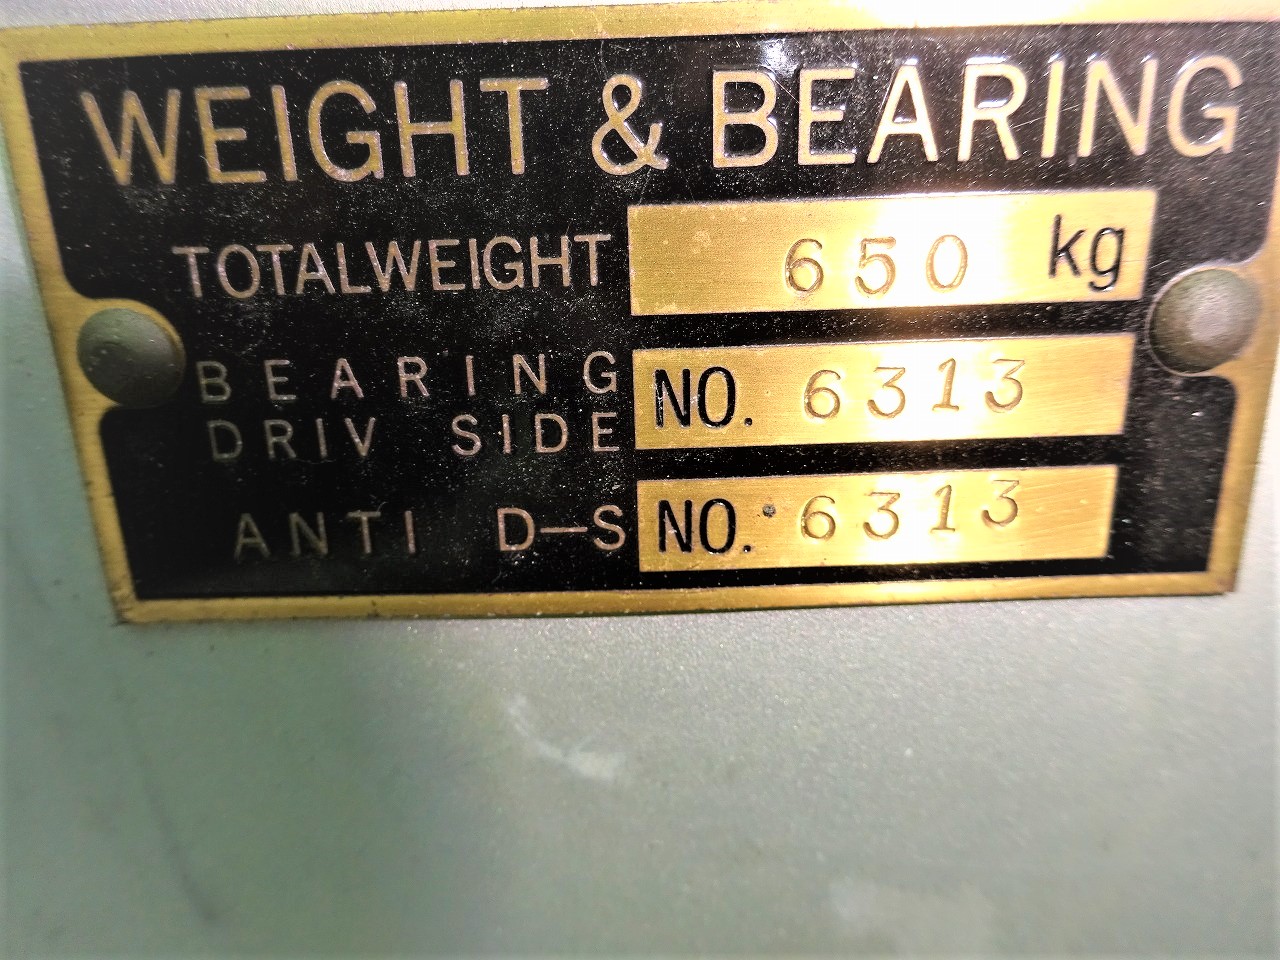 WEIGHT & BEARING
TOTALWEIGHT 650 kg
BEARING
DRIV SIDE NO. 6313
ANTI D-S NO. 6313